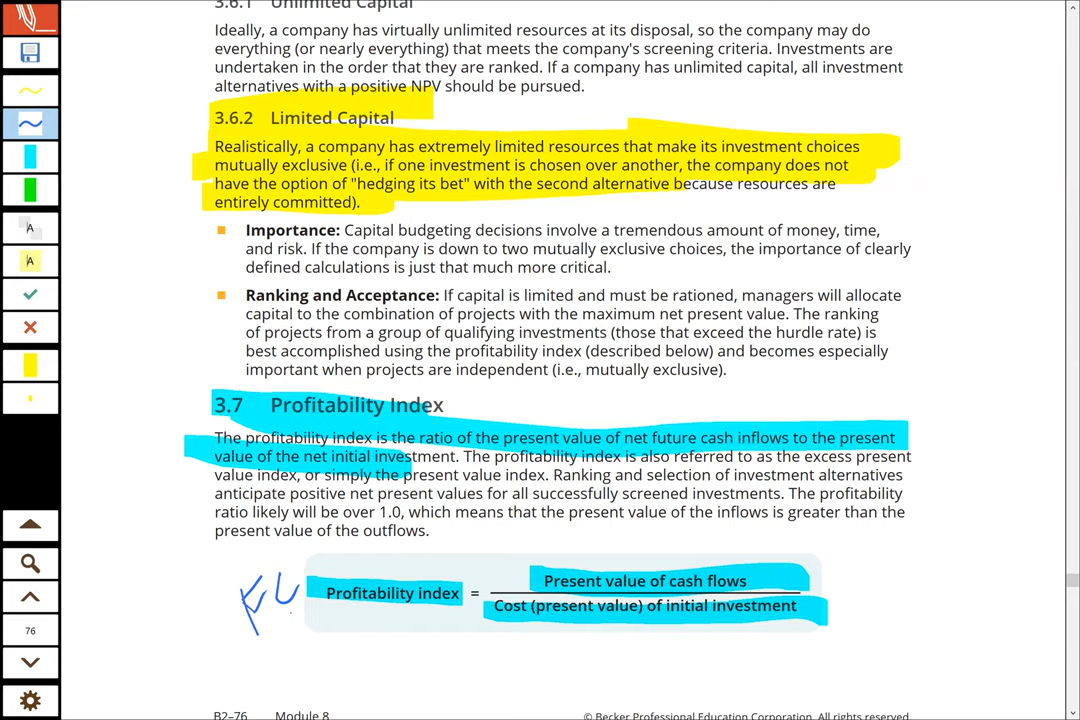 3.6.1 Unlimited Capital
Ideally, a company has virtually unlimited resources at its disposal, so the company may do
everything (or nearly everything) that meets the company's screening criteria. Investments are
undertaken in the order that they are ranked. If a company has unlimited capital, all investment
alternatives with a positive NPV should be pursued.
3.6.2 Limited Capital
Realistically, a company has extremely limited resources that make its investment choices
mutually exclusive (i.e., if one investment is chosen over another, the company does not
have the option of "hedging its bet" with the second alternative because resources are
entirely committed).
Importance: Capital budgeting decisions involve a tremendous amount of money, time,
and risk. If the company is down to two mutually exclusive choices, the importance of clearly
defined calculations is just that much more critical.
Ranking and Acceptance: If capital is limited and must be rationed, managers will allocate
capital to the combination of projects with the maximum net present value. The ranking
of projects from a group of qualifying investments (those that exceed the hurdle rate) is
best accomplished using the profitability index (described below) and becomes especially
important when projects are independent (i.e., mutually exclusive).
3.7 Profitability Index
The profitability index is the ratio of the present value of net future cash inflows to the present
value of the net initial investment. The profitability index is also referred to as the excess present
value index, or simply the present value index. Ranking and selection of investment alternatives
anticipate positive net present values for all successfully screened investments. The profitability
ratio likely will be over 1.0, which means that the present value of the inflows is greater than the
present value of the outflows.
Profitability index = Present value of cash flows
Cost (present value) of initial investment
A
A
76
B2–76 Module 8 © Becker Professional Education Corporation. All rights reserved.